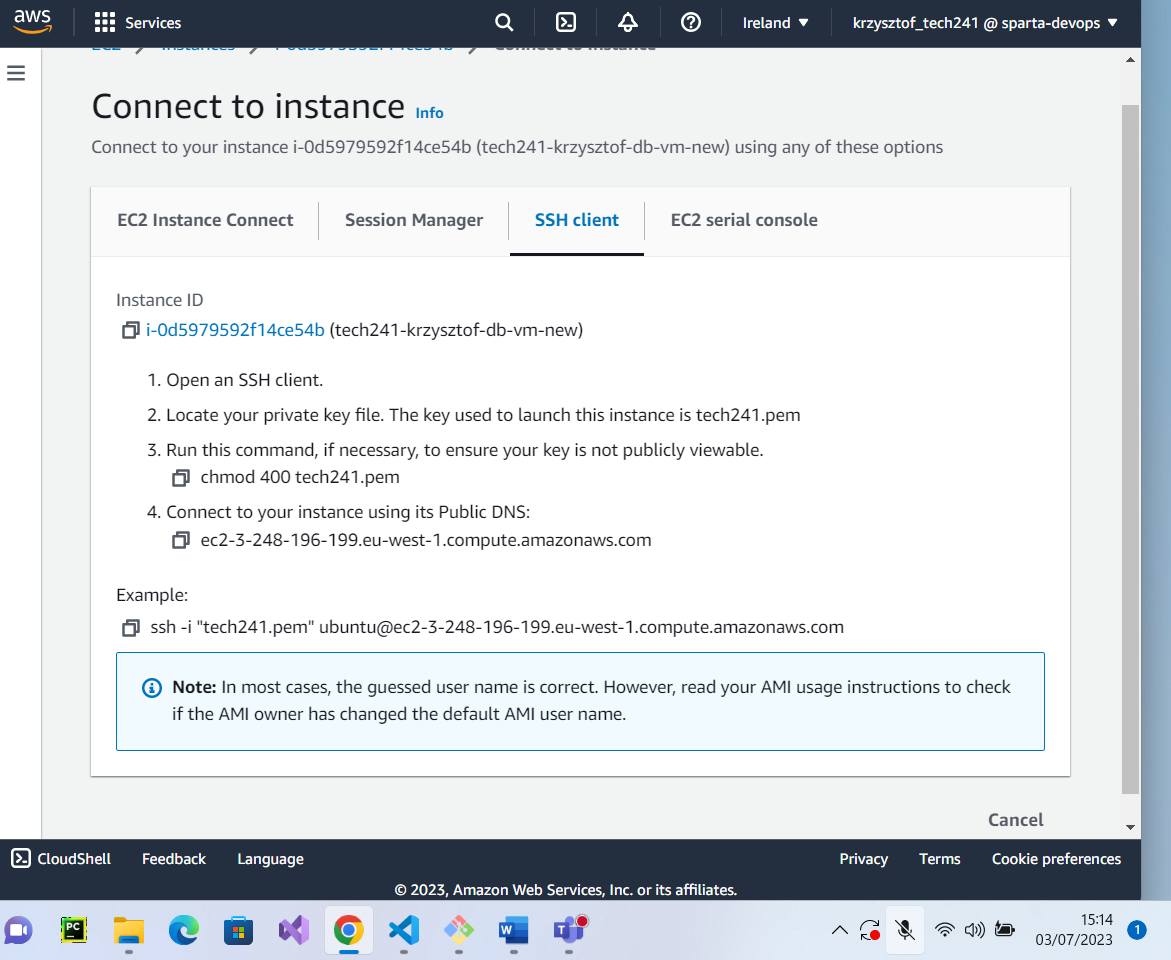 aws
Services
Ireland ▼
krzysztof_tech241 @ sparta-devops ▼
EC2 > Instances > i-0d5979592f14ce54b > Connect to instance
Connect to instance Info
Connect to your instance i-0d5979592f14ce54b (tech241-krzysztof-db-vm-new) using any of these options
EC2 Instance Connect
Session Manager
SSH client
EC2 serial console
Instance ID
i-0d5979592f14ce54b (tech241-krzysztof-db-vm-new)
1. Open an SSH client.
2. Locate your private key file. The key used to launch this instance is tech241.pem
3. Run this command, if necessary, to ensure your key is not publicly viewable.
chmod 400 tech241.pem
4. Connect to your instance using its Public DNS:
ec2-3-248-196-199.eu-west-1.compute.amazonaws.com
Example:
ssh -i "tech241.pem" ubuntu@ec2-3-248-196-199.eu-west-1.compute.amazonaws.com
Note: In most cases, the guessed user name is correct. However, read your AMI usage instructions to check
if the AMI owner has changed the default AMI user name.
Cancel
CloudShell
Feedback
Language
Privacy
Terms
Cookie preferences
© 2023, Amazon Web Services, Inc. or its affiliates.
PC
W
T
15:14
03/07/2023
1